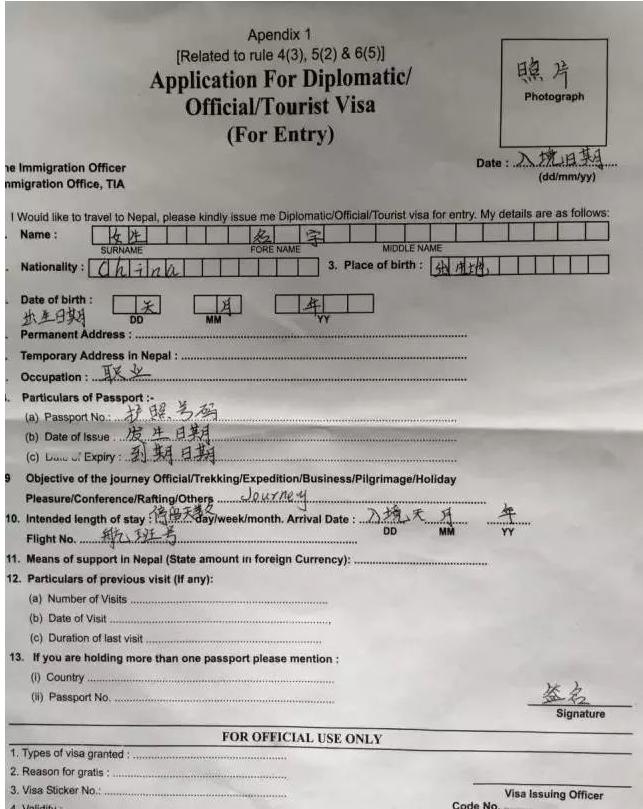 Apendix 1
[Related to rule 4(3), 5(2) & 6(5)]
Application For Diplomatic/
Official/Tourist Visa
(For Entry)
照片
Photograph
he Immigration Officer
mmigration Office, TIA
Date : 入境日期
(dd/mm/yy)
I Would like to travel to Nepal, please kindly issue me Diplomatic/Official/Tourist visa for entry. My details are as follows:
Name : 名 字
SURNAME FORE NAME MIDDLE NAME
Nationality : China 3. Place of birth : 出生地
Date of birth : 天 月 年
出生日期 DD MM YY
Permanent Address :
Temporary Address in Nepal :
Occupation : 职业
Particulars of Passport :-
(a) Passport No.: 护照号码
(b) Date of Issue 发生日期
(c) Date of Expiry : 到期日期
9 Objective of the journey Official/Trekking/Expedition/Business/Pilgrimage/Holiday
Pleasure/Conference/Rafting/Others Journey
10. Intended length of stay : 停留天数 day/week/month. Arrival Date : 入境天 月 年
DD MM YY
Flight No. 航班号
11. Means of support in Nepal (State amount in foreign Currency):
12. Particulars of previous visit (If any):
(a) Number of Visits
(b) Date of Visit
(c) Duration of last visit
13. If you are holding more than one passport please mention :
(i) Country
(ii) Passport No.
签名
Signature
FOR OFFICIAL USE ONLY
1. Types of visa granted :
2. Reason for gratis :
3. Visa Sticker No.:
Visa Issuing Officer
4. Validity :
Code No.